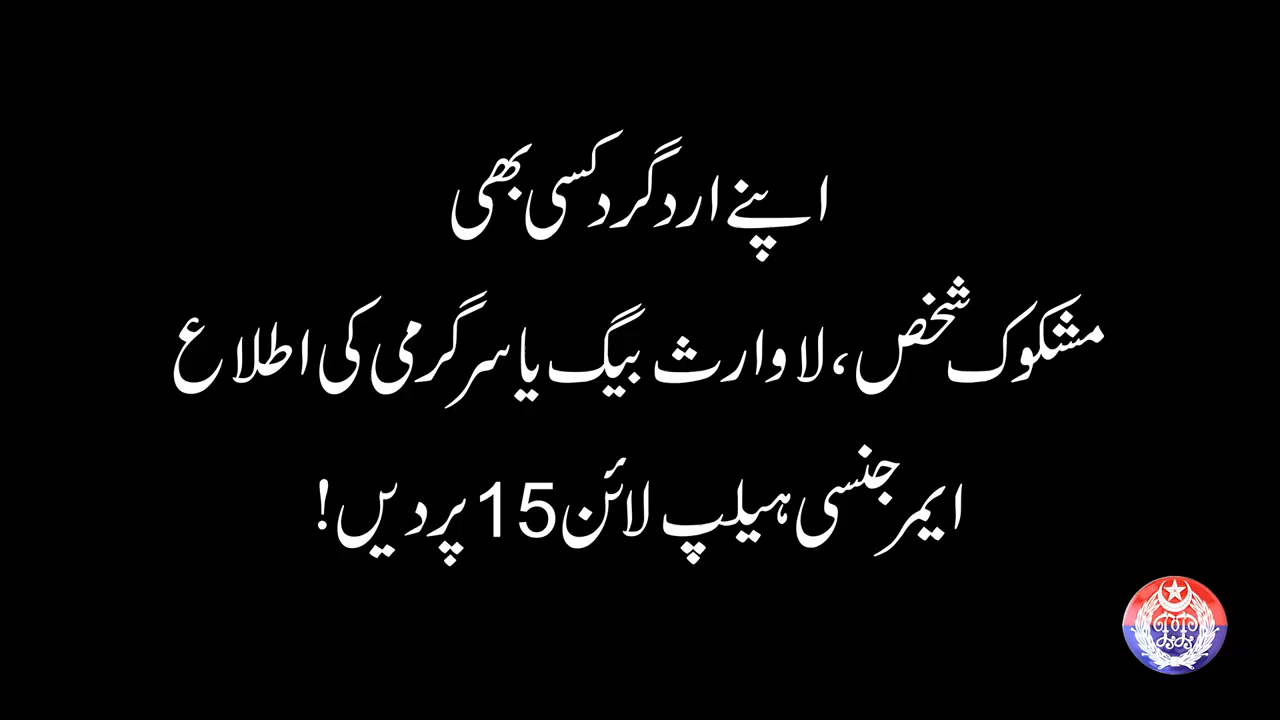 اپنے ارد گرد کسی بھی
مشکوک شخص، لاوارث بیگ یا سرگرمی کی اطلاع
ایمرجنسی ہیلپ لائن 15 پر دیں!